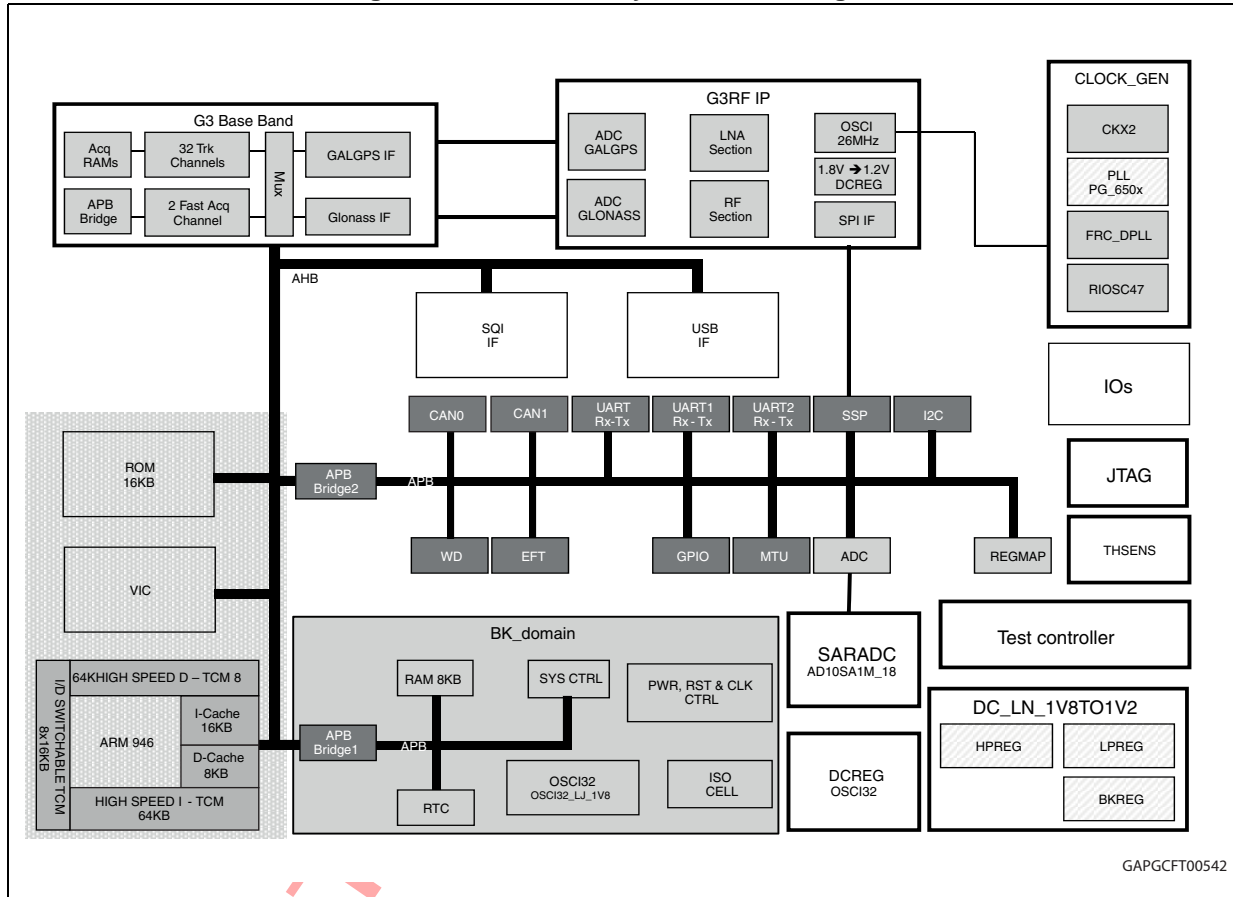 CLOCK_GEN
CKX2
PLL
PG_650x
FRC_DPLL
RIOSC47
G3 Base Band
Acq
RAMs
32 Trk
Channels
Mux
GALGPS IF
APB
Bridge
2 Fast Acq
Channel
Glonass IF
G3RF IP
ADC
GALGPS
LNA
Section
OSCI
26MHz
1.8V ➔1.2V
DCREG
ADC
GLONASS
RF
Section
SPI IF
AHB
SQI
IF
USB
IF
IOs
CAN0
CAN1
UART
Rx-Tx
UART1
Rx - Tx
UART2
Rx - Tx
SSP
I2C
ROM
16KB
APB
Bridge2
APB
JTAG
WD
EFT
GPIO
MTU
ADC
REGMAP
THSENS
VIC
BK_domain
RAM 8KB
SYS CTRL
PWR, RST & CLK
CTRL
APB
Bridge1
APB
RTC
OSCI32
OSCI32_LJ_1V8
ISO
CELL
SARADC
AD10SA1M_18
Test controller
64KHIGH SPEED D – TCM 8
I/D SWITCHABLE TCM
8x16KB
ARM 946
I-Cache
16KB
D-Cache
8KB
HIGH SPEED I - TCM
64KB
DCREG
OSCI32
DC_LN_1V8TO1V2
HPREG
LPREG
BKREG
GAPGCFT00542